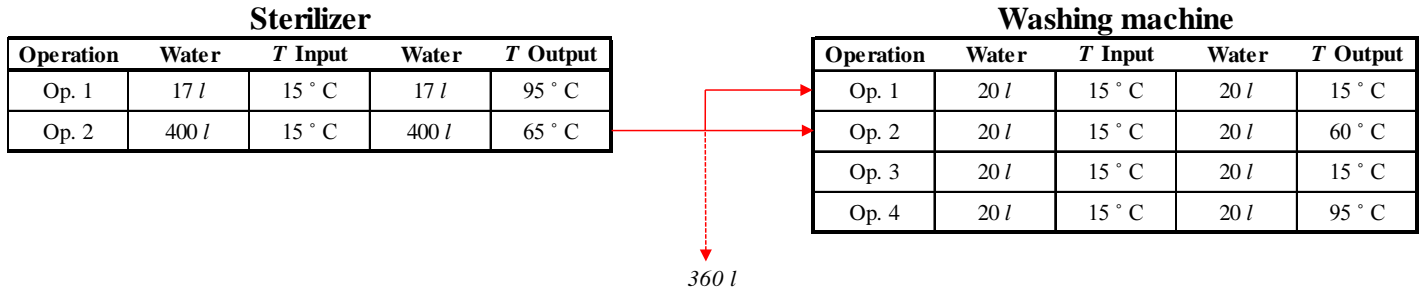 Sterilizer
Operation Water T Input Water T Output
Op. 1 17 l 15 ˚ C 17 l 95 ˚ C
Op. 2 400 l 15 ˚ C 400 l 65 ˚ C
Washing machine
Operation Water T Input Water T Output
Op. 1 20 l 15 ˚ C 20 l 15 ˚ C
Op. 2 20 l 15 ˚ C 20 l 60 ˚ C
Op. 3 20 l 15 ˚ C 20 l 15 ˚ C
Op. 4 20 l 15 ˚ C 20 l 95 ˚ C
360 l